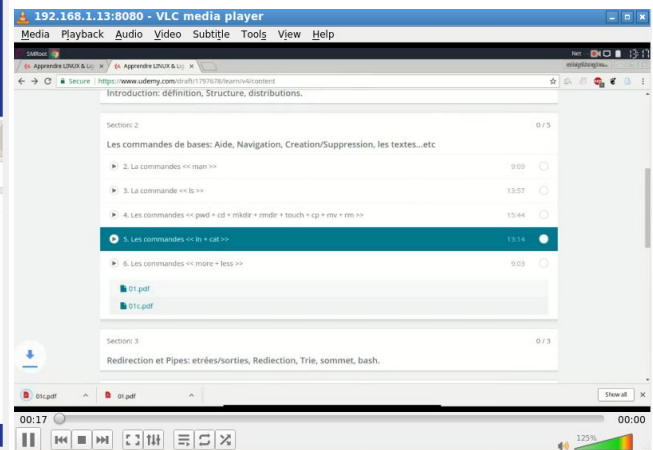 192.168.1.13:8080 - VLC media player
Media Playback Audio Video Subtitle Tools View Help
SMRoot Net
Apprendre LINUX & Lig × Apprendre LINUX & Lig ×
Secure https://www.udemy.com/draft/1797678/learn/v4/content
Introduction: définition, Structure, distributions.
Section: 2 0 / 5
Les commandes de bases: Aide, Navigation, Creation/Suppression, les textes...etc
2. La commandes << man >> 9:09
3. La commande << ls >> 13:57
4. Les commandes << pwd + cd + mkdir + rmdir + touch + cp + mv + rm >> 15:44
5. Les commandes << ln + cat >> 13:14
6. Les commandes << more + less >> 9:03
01.pdf
01c.pdf
Section: 3 0 / 3
Redirection et Pipes: etrées/sorties, Rediection, Trie, sommet, bash.
01c.pdf 01.pdf Show all ×
00:17 00:00
125%